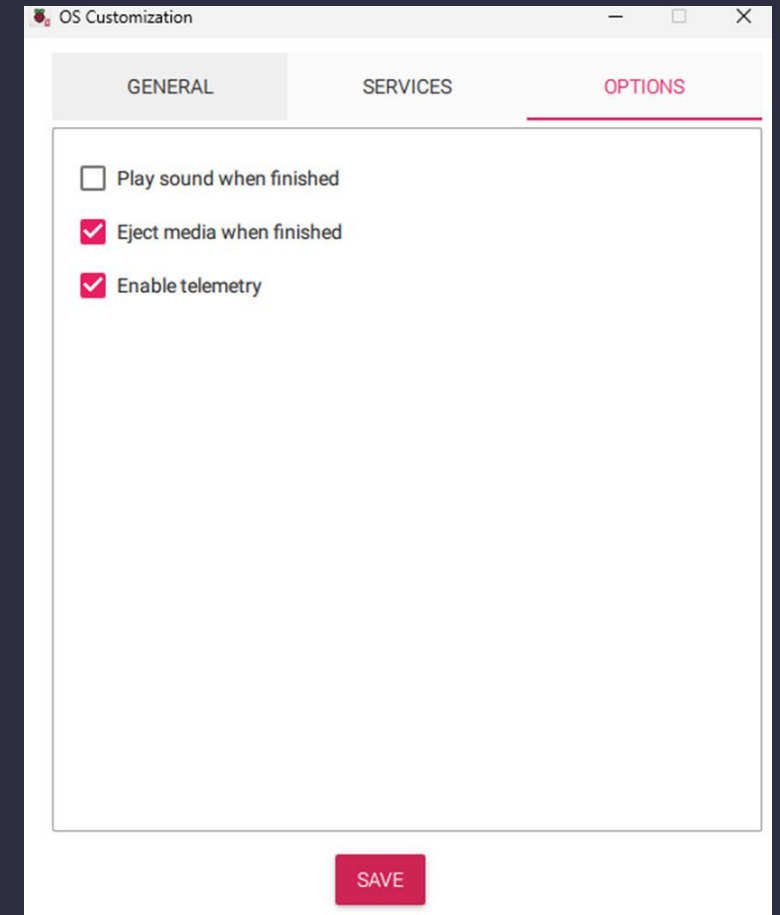 OS Customization
GENERAL SERVICES OPTIONS
Play sound when finished
Eject media when finished
Enable telemetry
SAVE